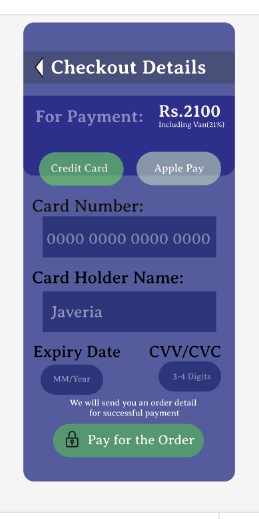 Checkout Details
For Payment: Rs.2100
Including Van(21%)
Credit Card Apple Pay
Card Number:
0000 0000 0000 0000
Card Holder Name:
Javeria
Expiry Date CVV/CVC
MM/Year 3-4 Digits
We will send you an order detail
for successful payment
Pay for the Order